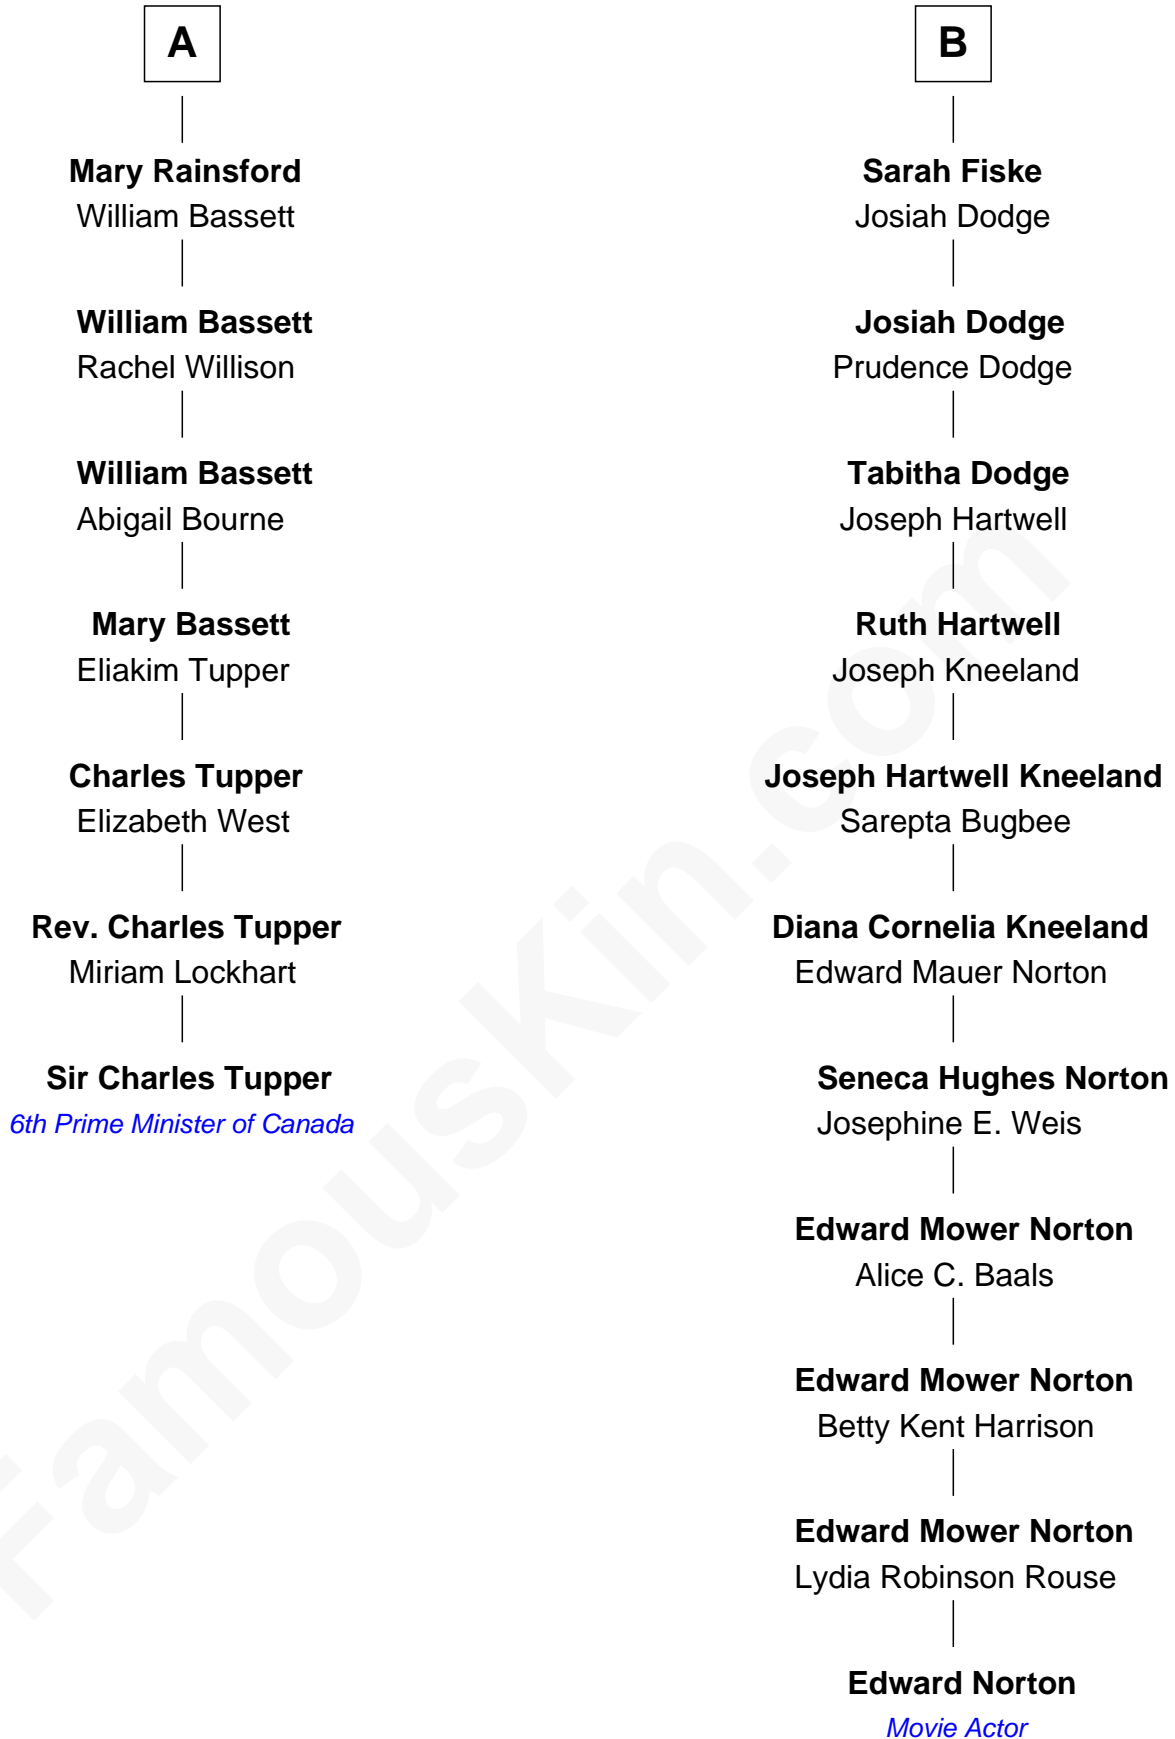 A
Mary Rainsford
William Bassett
William Bassett
Rachel Willison
William Bassett
Abigail Bourne
Mary Bassett
Eliakim Tupper
Charles Tupper
Elizabeth West
Rev. Charles Tupper
Miriam Lockhart
Sir Charles Tupper
6th Prime Minister of Canada
B
Sarah Fiske
Josiah Dodge
Josiah Dodge
Prudence Dodge
Tabitha Dodge
Joseph Hartwell
Ruth Hartwell
Joseph Kneeland
Joseph Hartwell Kneeland
Sarepta Bugbee
Diana Cornelia Kneeland
Edward Mauer Norton
Seneca Hughes Norton
Josephine E. Weis
Edward Mower Norton
Alice C. Baals
Edward Mower Norton
Betty Kent Harrison
Edward Mower Norton
Lydia Robinson Rouse
Edward Norton
Movie Actor
FamousKin.com